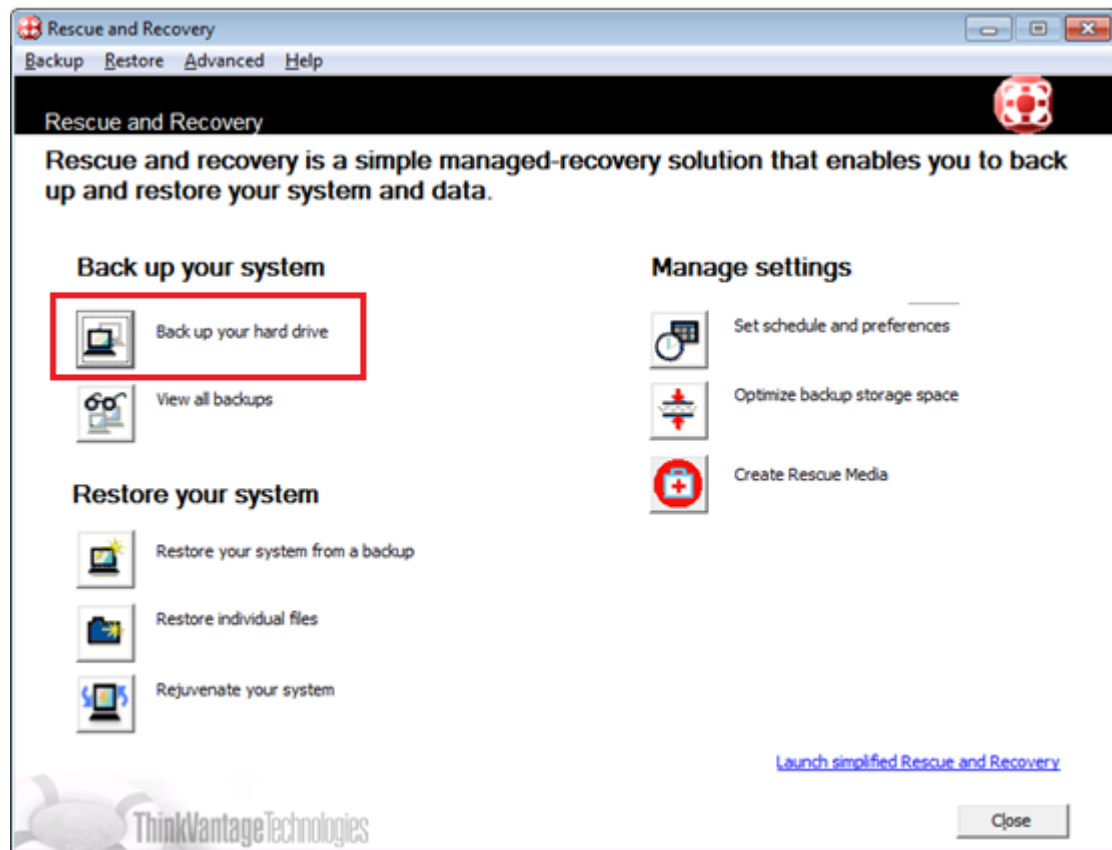 Rescue and Recovery
Backup Restore Advanced Help
Rescue and Recovery
Rescue and recovery is a simple managed-recovery solution that enables you to back
up and restore your system and data.
Back up your system
Back up your hard drive
View all backups
Restore your system
Restore your system from a backup
Restore individual files
Rejuvenate your system
Manage settings
Set schedule and preferences
Optimize backup storage space
Create Rescue Media
Launch simplified Rescue and Recovery
ThinkVantage Technologies
Close